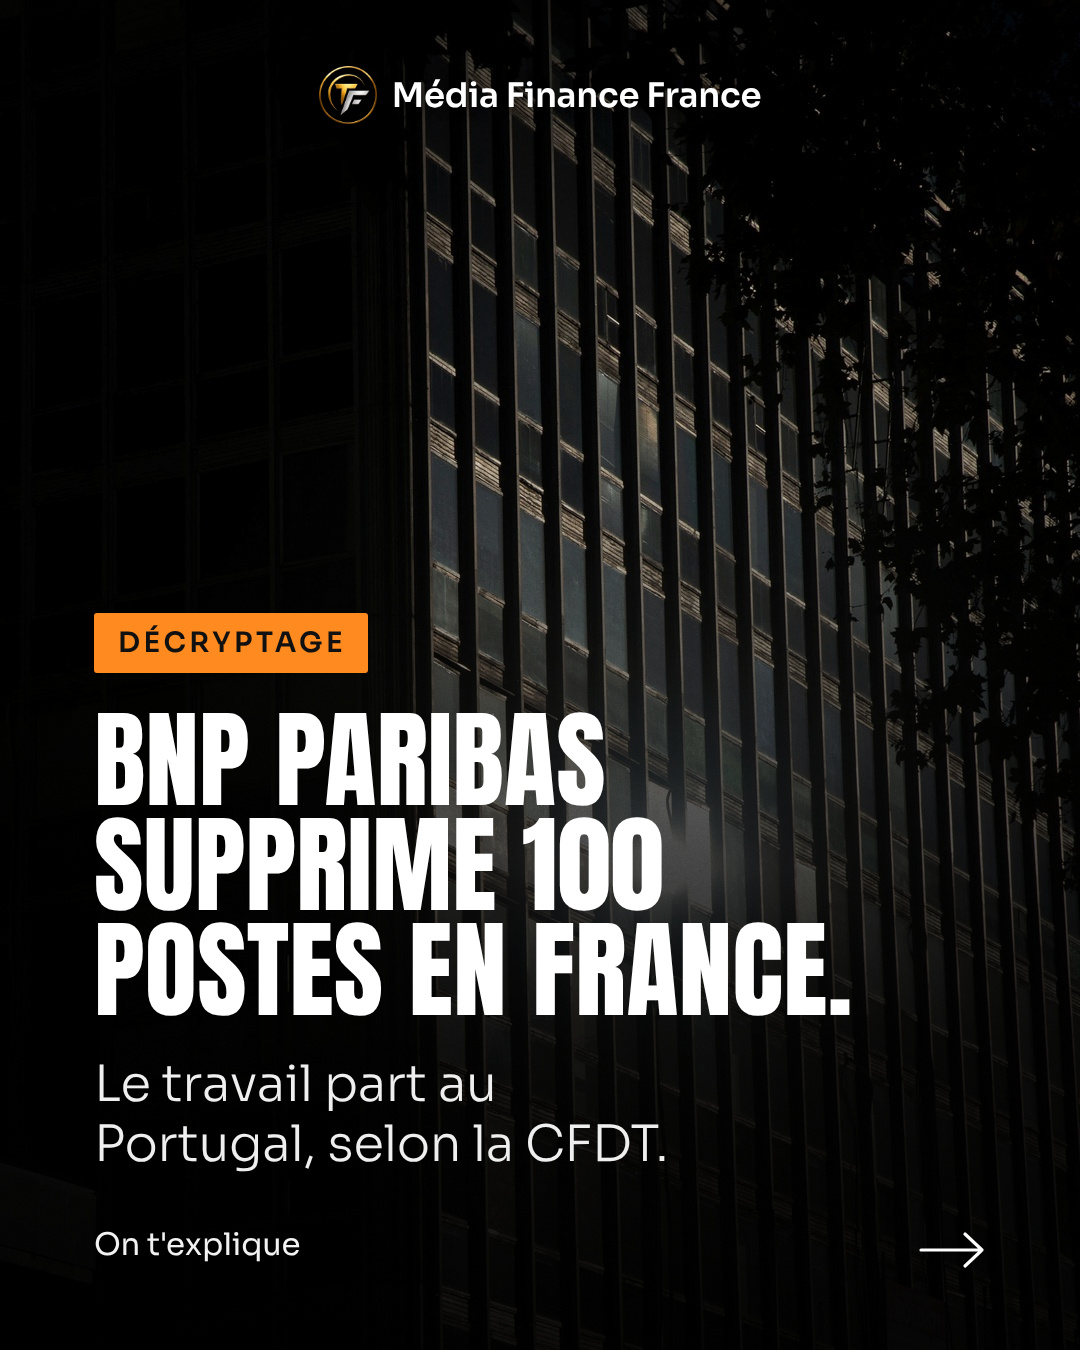 TF Média Finance France
DÉCRYPTAGE
BNP PARIBAS
SUPPRIME 100
POSTES EN FRANCE.
Le travail part au
Portugal, selon la CFDT.
On t'explique